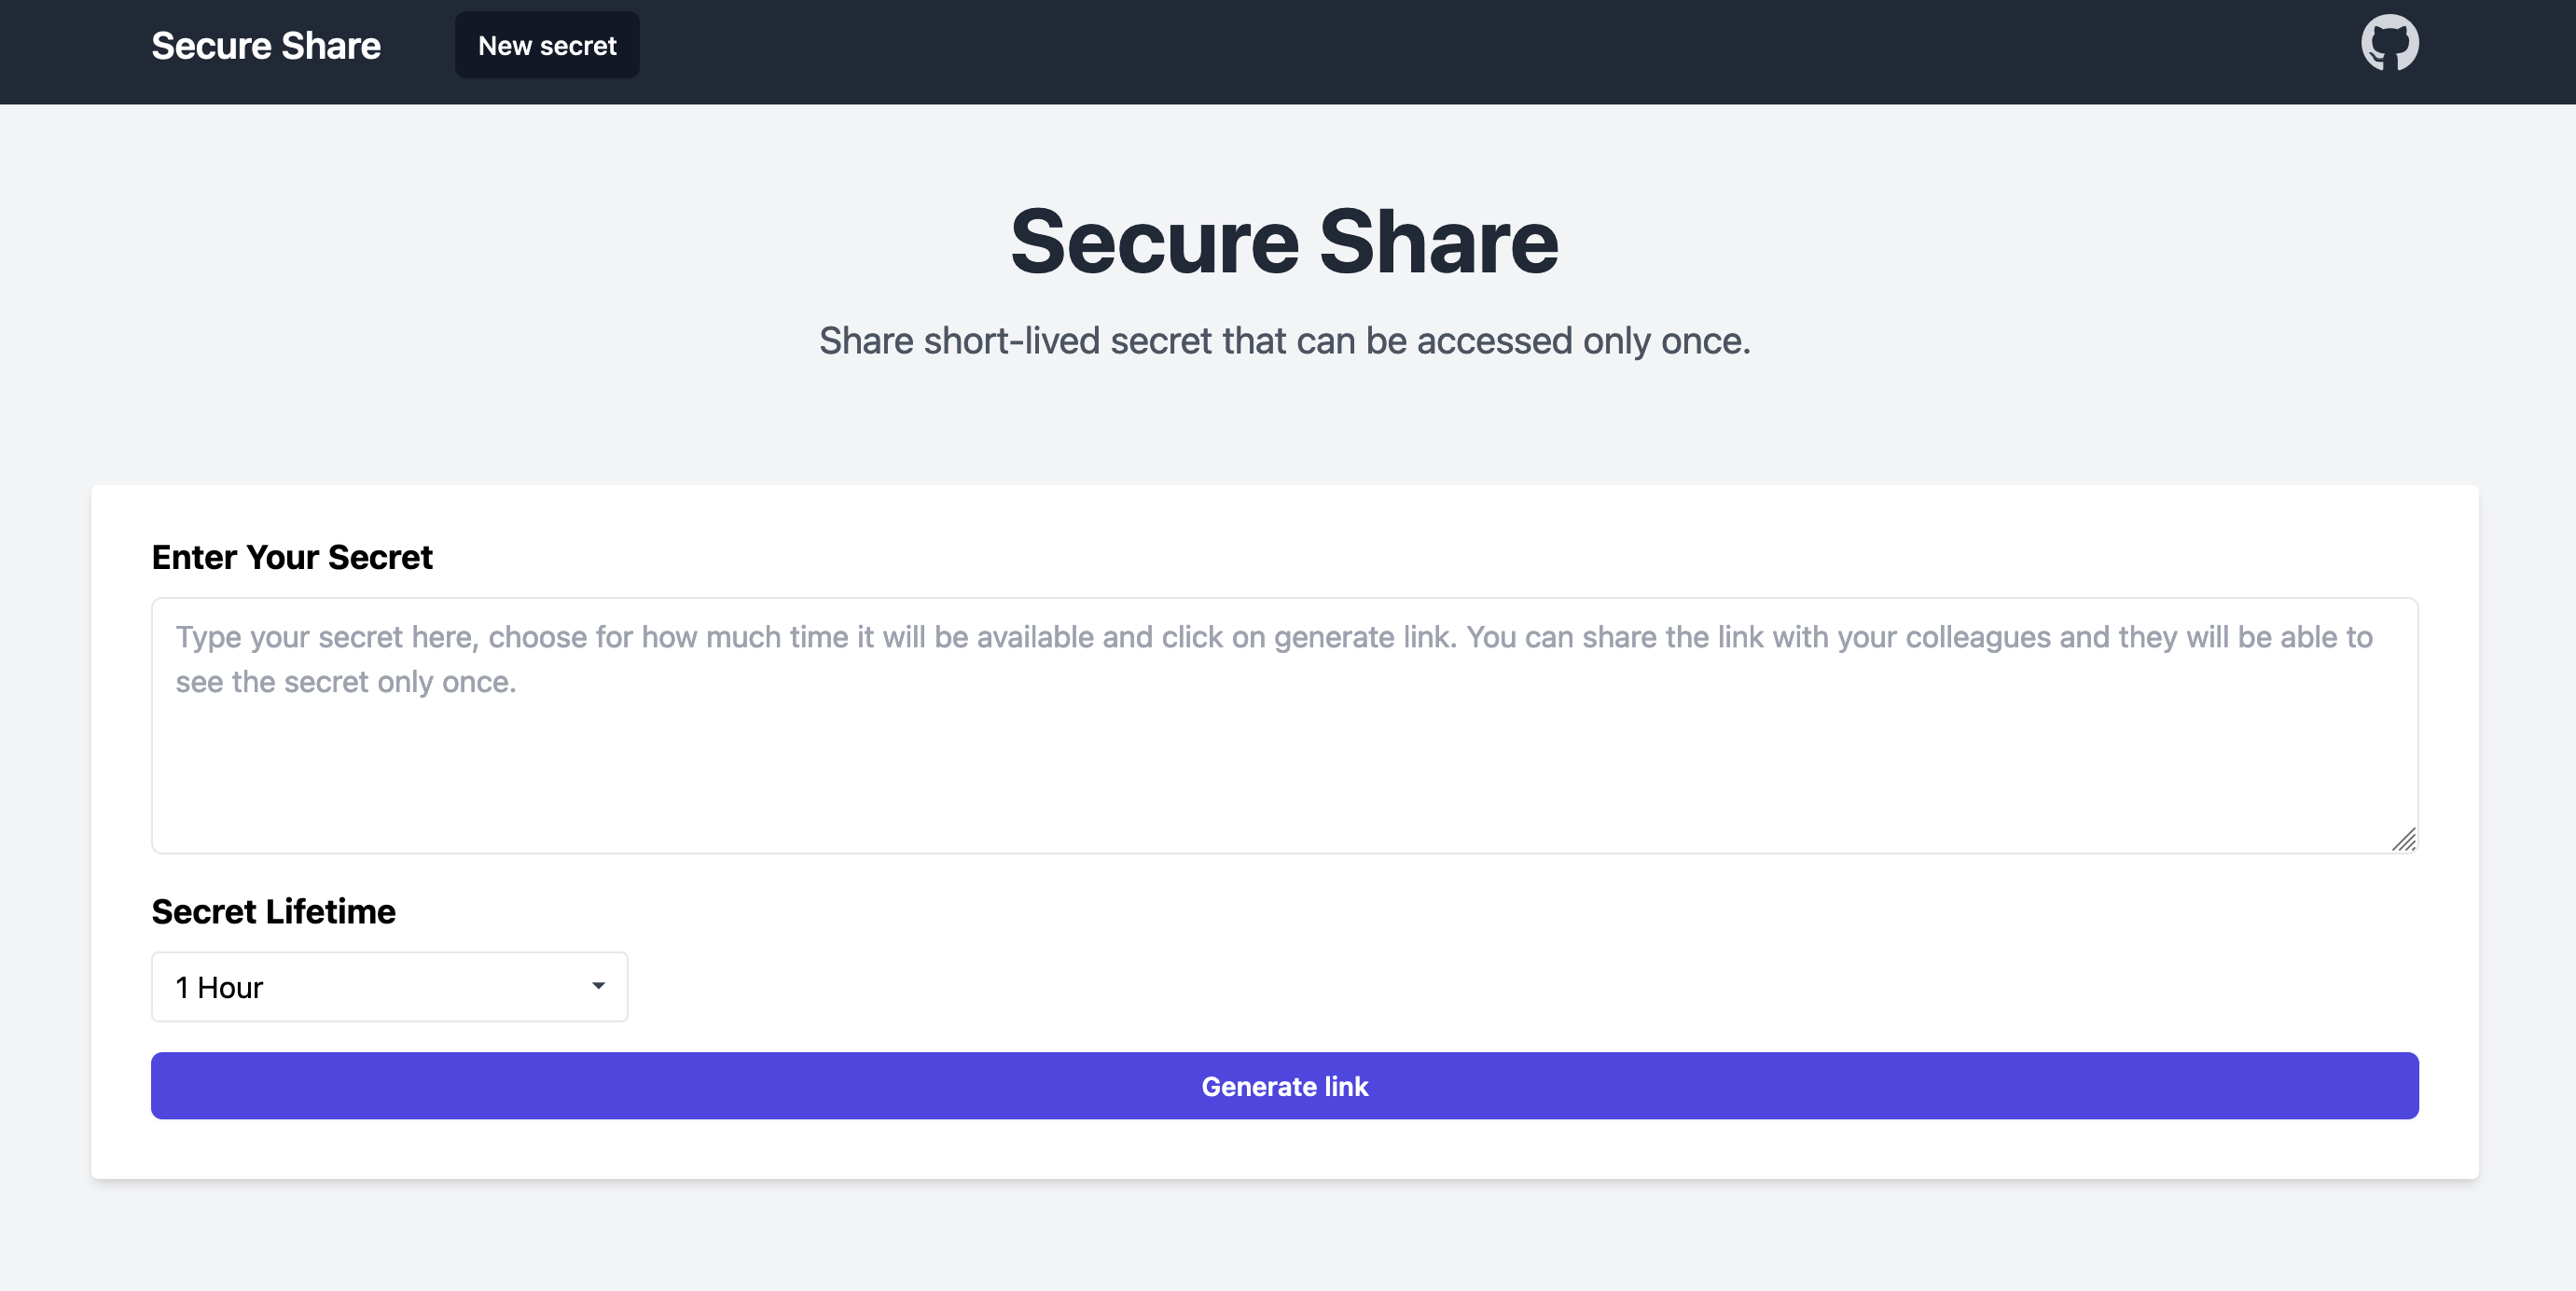 Secure Share
New secret
Secure Share
Share short-lived secret that can be accessed only once.
Enter Your Secret
Type your secret here, choose for how much time it will be available and click on generate link. You can share the link with your colleagues and they will be able to
see the secret only once.
Secret Lifetime
1 Hour
Generate link